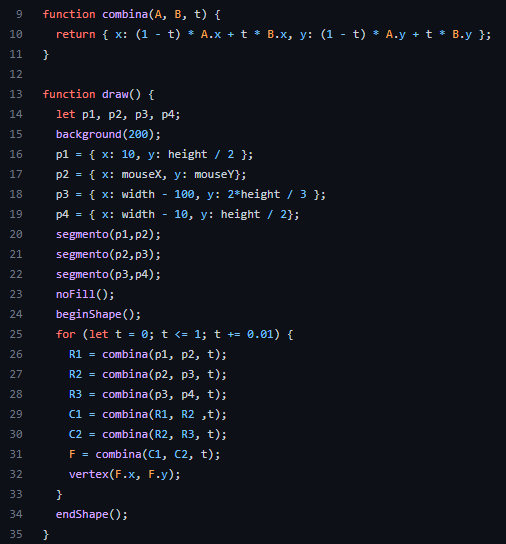 9 function combina(A, B, t) {
10   return { x: (1 - t) * A.x + t * B.x, y: (1 - t) * A.y + t * B.y };
11 }
12
13 function draw() {
14   let p1, p2, p3, p4;
15   background(200);
16   p1 = { x: 10, y: height / 2 };
17   p2 = { x: mouseX, y: mouseY};
18   p3 = { x: width - 100, y: 2*height / 3 };
19   p4 = { x: width - 10, y: height / 2};
20   segmento(p1,p2);
21   segmento(p2,p3);
22   segmento(p3,p4);
23   noFill();
24   beginShape();
25   for (let t = 0; t <= 1; t += 0.01) {
26     R1 = combina(p1, p2, t);
27     R2 = combina(p2, p3, t);
28     R3 = combina(p3, p4, t);
29     C1 = combina(R1, R2 ,t);
30     C2 = combina(R2, R3, t);
31     F = combina(C1, C2, t);
32     vertex(F.x, F.y);
33   }
34   endShape();
35 }